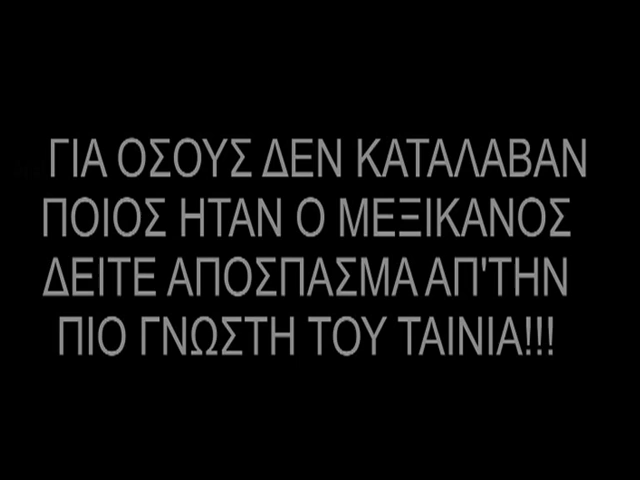 ΓΙΑ ΟΣΟΥΣ ΔΕΝ ΚΑΤΑΛΑΒΑΝ
ΠΟΙΟΣ ΗΤΑΝ Ο ΜΕΞΙΚΑΝΟΣ
ΔΕΙΤΕ ΑΠΟΣΠΑΣΜΑ ΑΠ'ΤΗΝ
ΠΙΟ ΓΝΩΣΤΗ ΤΟΥ ΤΑΙΝΙΑ!!!